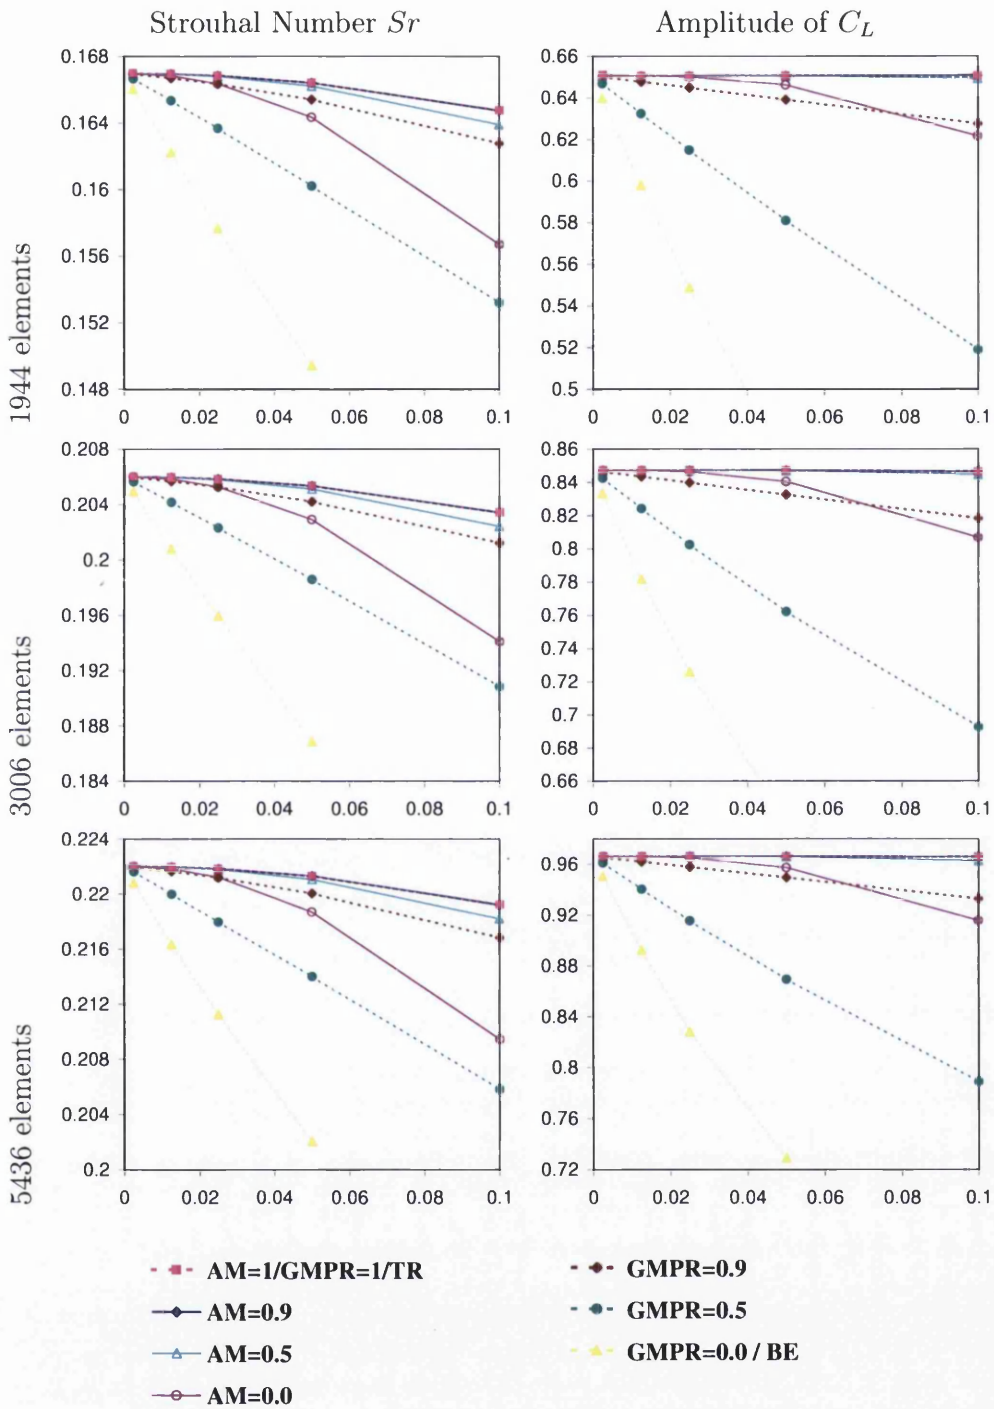 Strouhal Number Sr
Amplitude of C_L
1944 elements
0.168
0.164
0.16
0.156
0.152
0.148
0 0.02 0.04 0.06 0.08 0.1
0.66
0.64
0.62
0.6
0.58
0.56
0.54
0.52
0.5
0 0.02 0.04 0.06 0.08 0.1
3006 elements
0.208
0.204
0.2
0.196
0.192
0.188
0.184
0 0.02 0.04 0.06 0.08 0.1
0.86
0.84
0.82
0.8
0.78
0.76
0.74
0.72
0.7
0.68
0.66
0 0.02 0.04 0.06 0.08 0.1
5436 elements
0.224
0.22
0.216
0.212
0.208
0.204
0.2
0 0.02 0.04 0.06 0.08 0.1
0.96
0.92
0.88
0.84
0.8
0.76
0.72
0 0.02 0.04 0.06 0.08 0.1
AM=1/GMPR=1/TR
AM=0.9
AM=0.5
AM=0.0
GMPR=0.9
GMPR=0.5
GMPR=0.0 / BE